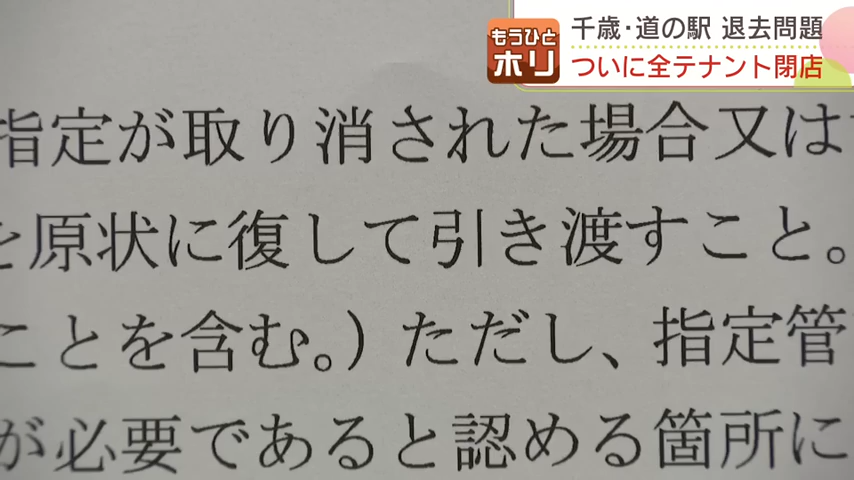 もうひと
ホリ
千歳・道の駅 退去問題
ついに全テナント閉店
指定が取り消された場合又は
を原状に復して引き渡すこと。
ことを含む。）ただし、指定管
が必要であると認める箇所に